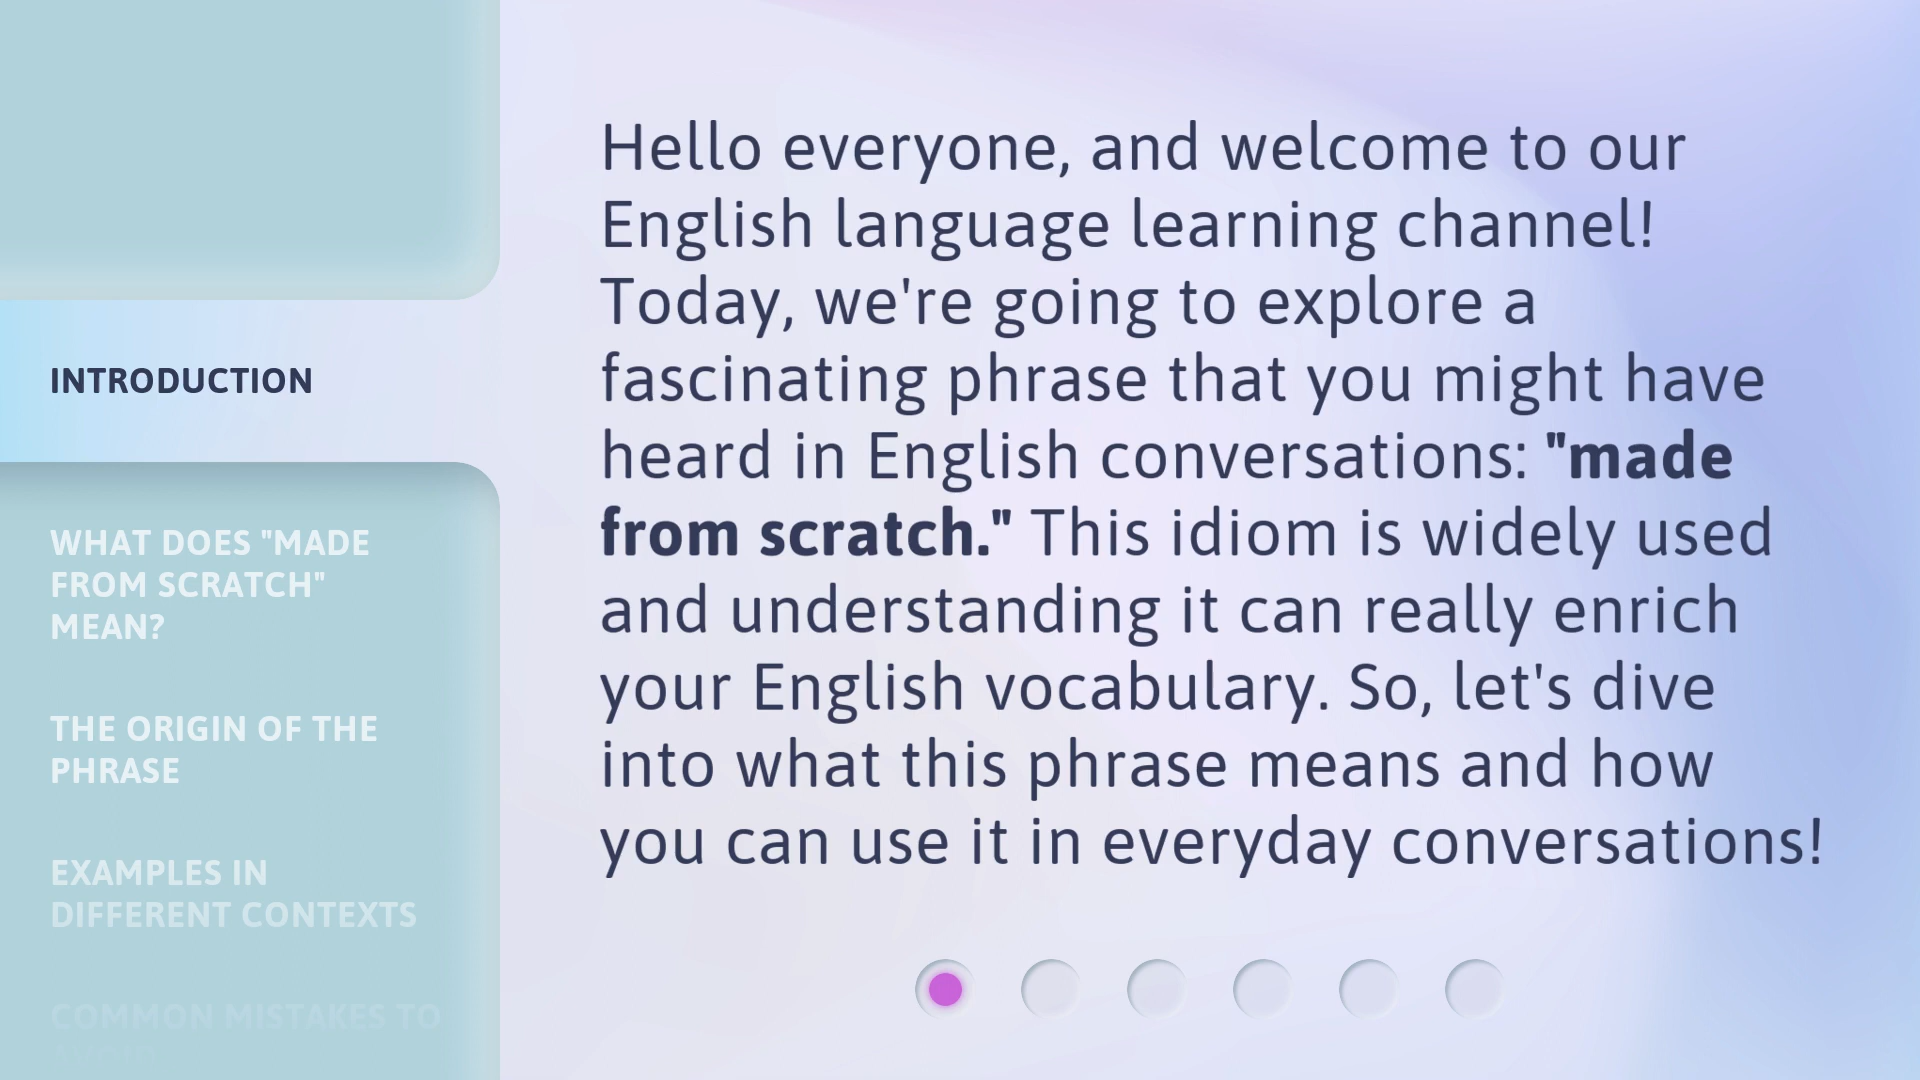 INTRODUCTION
WHAT DOES "MADE
FROM SCRATCH"
MEAN?
THE ORIGIN OF THE
PHRASE
EXAMPLES IN
DIFFERENT CONTEXTS
COMMON MISTAKES TO
AVOID
Hello everyone, and welcome to our
English language learning channel!
Today, we're going to explore a
fascinating phrase that you might have
heard in English conversations: "made
from scratch." This idiom is widely used
and understanding it can really enrich
your English vocabulary. So, let's dive
into what this phrase means and how
you can use it in everyday conversations!